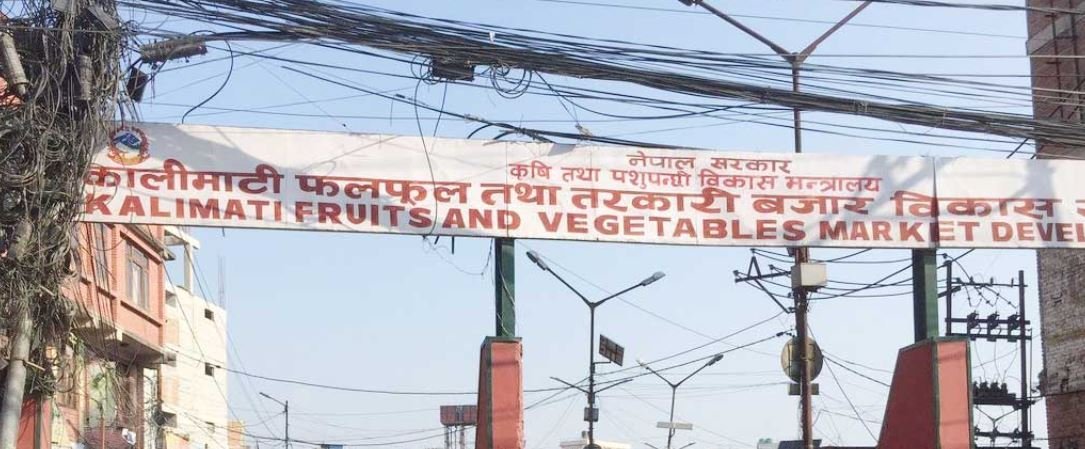 नेपाल सरकार
कृषि तथा पशुपन्छी विकास मन्त्रालय
कालीमाटी फलफूल तथा तरकारी बजार विकास
KALIMATI FRUITS AND VEGETABLES MARKET DEVEL